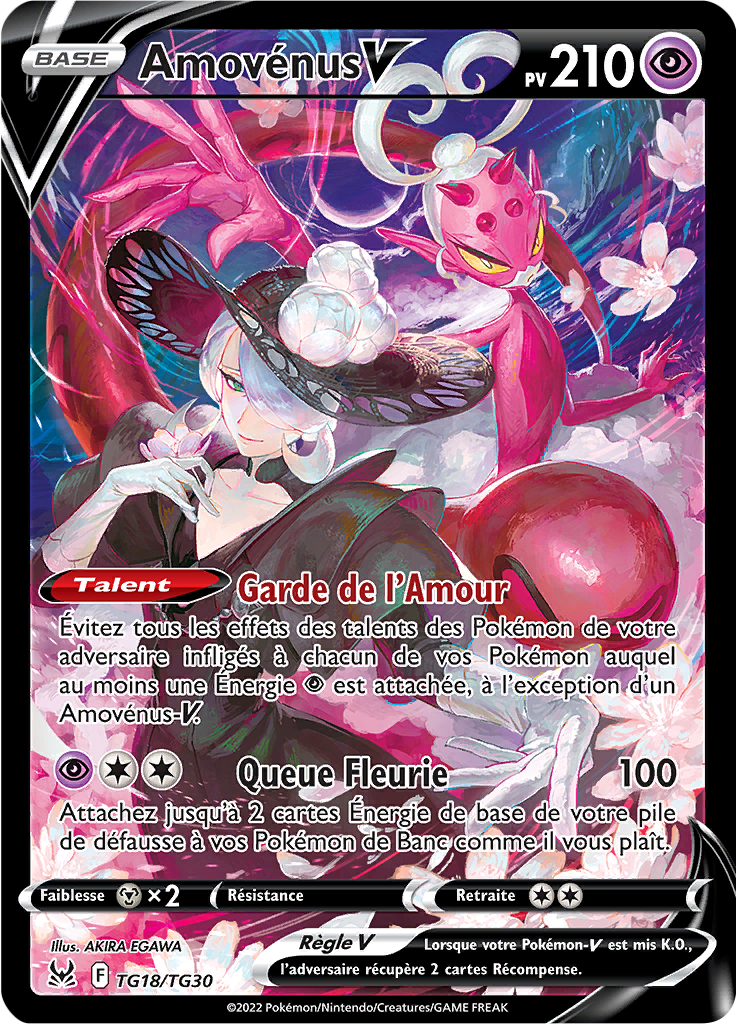 BASE
AmovénusV
PV210
Talent Garde de l'Amour
Évitez tous les effets des talents des Pokémon de votre
adversaire infligés à chacun de vos Pokémon auquel
au moins une Énergie est attachée, à l'exception d'un
Amovénus-V.
Queue Fleurie 100
Attachez jusqu'à 2 cartes Énergie de base de votre pile
de défausse à vos Pokémon de Banc comme il vous plaît.
Faiblesse ×2 Résistance Retraite
Illus. AKIRA EGAWA
F TG18/TG30
Règle V Lorsque votre Pokémon-V est mis K.O.,
l'adversaire récupère 2 cartes Récompense.
©2022 Pokémon/Nintendo/Creatures/GAME FREAK